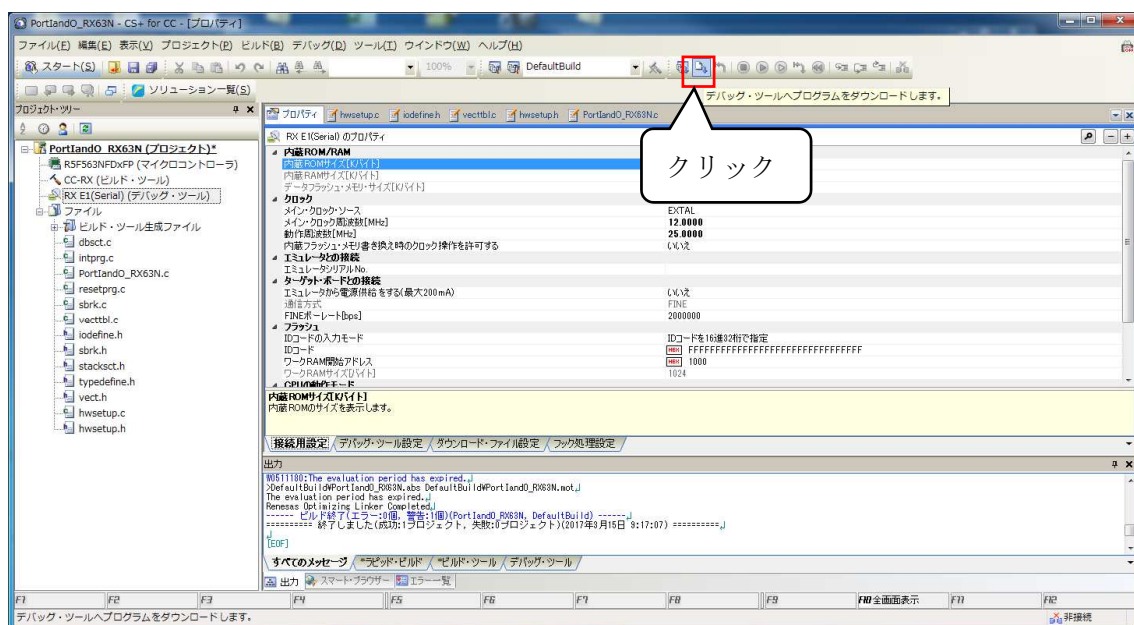 PortIandO_RX63N - CS+ for CC - [プロパティ]
ファイル(F) 編集(E) 表示(V) プロジェクト(P) ビルド(B) デバッグ(D) ツール(T) ウインドウ(W) ヘルプ(H)
スタート(S) 100% DefaultBuild
ソリューション一覧(S)
デバッグ・ツールへプログラムをダウンロードします。
クリック
プロジェクト・ツリー
PortIandO_RX63N (プロジェクト)*
R5F563NFDxFP (マイクロコントローラ)
CC-RX (ビルド・ツール)
RX E1(Serial) (デバッグ・ツール)
ファイル
ビルド・ツール生成ファイル
dbsct.c
intprg.c
PortIandO_RX63N.c
resetprg.c
sbrk.c
vecttbl.c
iodefine.h
sbrk.h
stacksct.h
typedefine.h
vect.h
hwsetup.c
hwsetup.h
プロパティ hwsetup.c iodefine.h vecttbl.c hwsetup.h PortIandO_RX63N.c
RX E1(Serial) のプロパティ
内蔵ROM/RAM
内蔵ROMサイズ[Kバイト]
内蔵RAMサイズ[Kバイト]
データフラッシュ・メモリ・サイズ[Kバイト]
クロック
メイン・クロック・ソース EXTAL
メイン・クロック周波数[MHz] 12.0000
動作周波数[MHz] 25.0000
内蔵フラッシュ・メモリ書き換え時のクロック操作を許可する いいえ
エミュレータとの接続
エミュレータシリアルNo.
ターゲット・ボードとの接続
エミュレータから電源供給をする(最大200mA) いいえ
通信方式 FINE
FINEボーレート[bps] 2000000
フラッシュ
IDコードの入力モード IDコードを16進32桁で指定
IDコード HEX FFFFFFFFFFFFFFFFFFFFFFFFFFFFFFFF
ワークRAM開始アドレス HEX 1000
ワークRAMサイズ[バイト] 1024
CPUの動作モード
内蔵ROMサイズ[Kバイト]
内蔵ROMのサイズを表示します。
接続用設定 デバッグ・ツール設定 ダウンロード・ファイル設定 フック処理設定
出力
W0511180:The evaluation period has expired.
>DefaultBuild¥PortIandO_RX63N.abs DefaultBuild¥PortIandO_RX63N.mot
The evaluation period has expired.
Renesas Optimizing Linker Completed
------ ビルド終了(エラー:0個, 警告:1個)(PortIandO_RX63N, DefaultBuild) ------
========== 終了しました(成功:1プロジェクト, 失敗:0プロジェクト)(2017年3月15日 9:17:07) ==========
[EOF]
すべてのメッセージ *ラピッド・ビルド *ビルド・ツール デバッグ・ツール
出力 スマート・ブラウザー エラー一覧
F1 F2 F3 F4 F5 F6 F7 F8 F9 F10 全画面表示 F11 F12
デバッグ・ツールへプログラムをダウンロードします。 非接続